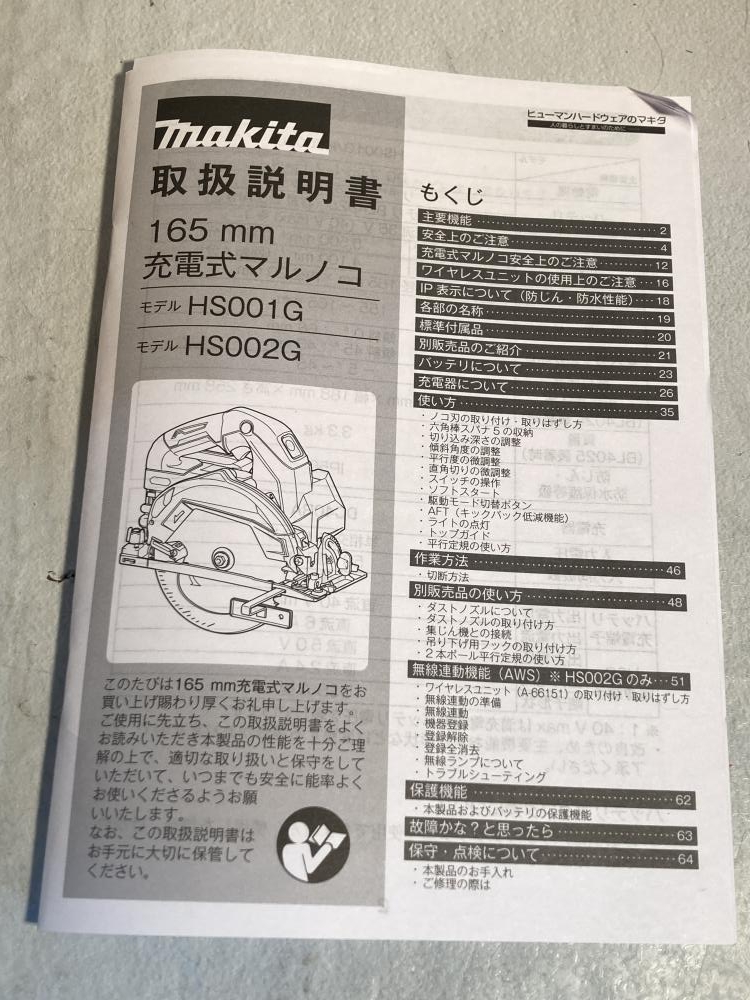 makita
取扱説明書
165 mm
充電式マルノコ
モデル HS001G
モデル HS002G
このたびは165 mm充電式マルノコをお
買い上げ賜わり厚くお礼申し上げます。
ご使用に先立ち、この取扱説明書をよく
お読みいただき本製品の性能を十分ご理
解の上で、適切な取り扱いと保守をして
いただいて、いつまでも安全に能率よく
お使いくださるようお願
いいたします。
なお、この取扱説明書は
お手元に大切に保管して
ください。
ヒューマンハードウェアのマキタ
人の暮らしとすまいのために
もくじ
主要機能 2
安全上のご注意 4
充電式マルノコ安全上のご注意 12
ワイヤレスユニットの使用上のご注意 16
IP 表示について（防じん・防水性能） 18
各部の名称 19
標準付属品 20
別販売品のご紹介 21
バッテリについて 23
充電器について 26
使い方 35
・ノコ刃の取り付け・取りはずし方
・六角棒スパナ5の収納
・切り込み深さの調整
・傾斜角度の調整
・平行度の微調整
・直角切りの微調整
・スイッチの操作
・ソフトスタート
・駆動モード切替ボタン
・AFT（キックバック低減機能）
・ライトの点灯
・トップガイド
・平行定規の使い方
作業方法 46
・切断方法
別販売品の使い方 48
・ダストノズルについて
・ダストノズルの取り付け方
・集じん機との接続
・吊り下げ用フックの取り付け方
・2本ポール平行定規の使い方
無線連動機能（AWS）※ HS002G のみ 51
・ワイヤレスユニット（A-66151）の取り付け・取りはずし方
・無線連動の準備
・無線連動
・機器登録
・登録解除
・登録全消去
・無線ランプについて
・トラブルシューティング
保護機能 62
・本製品およびバッテリの保護機能
故障かな？と思ったら 63
保守・点検について 64
・本製品のお手入れ
・ご修理の際は